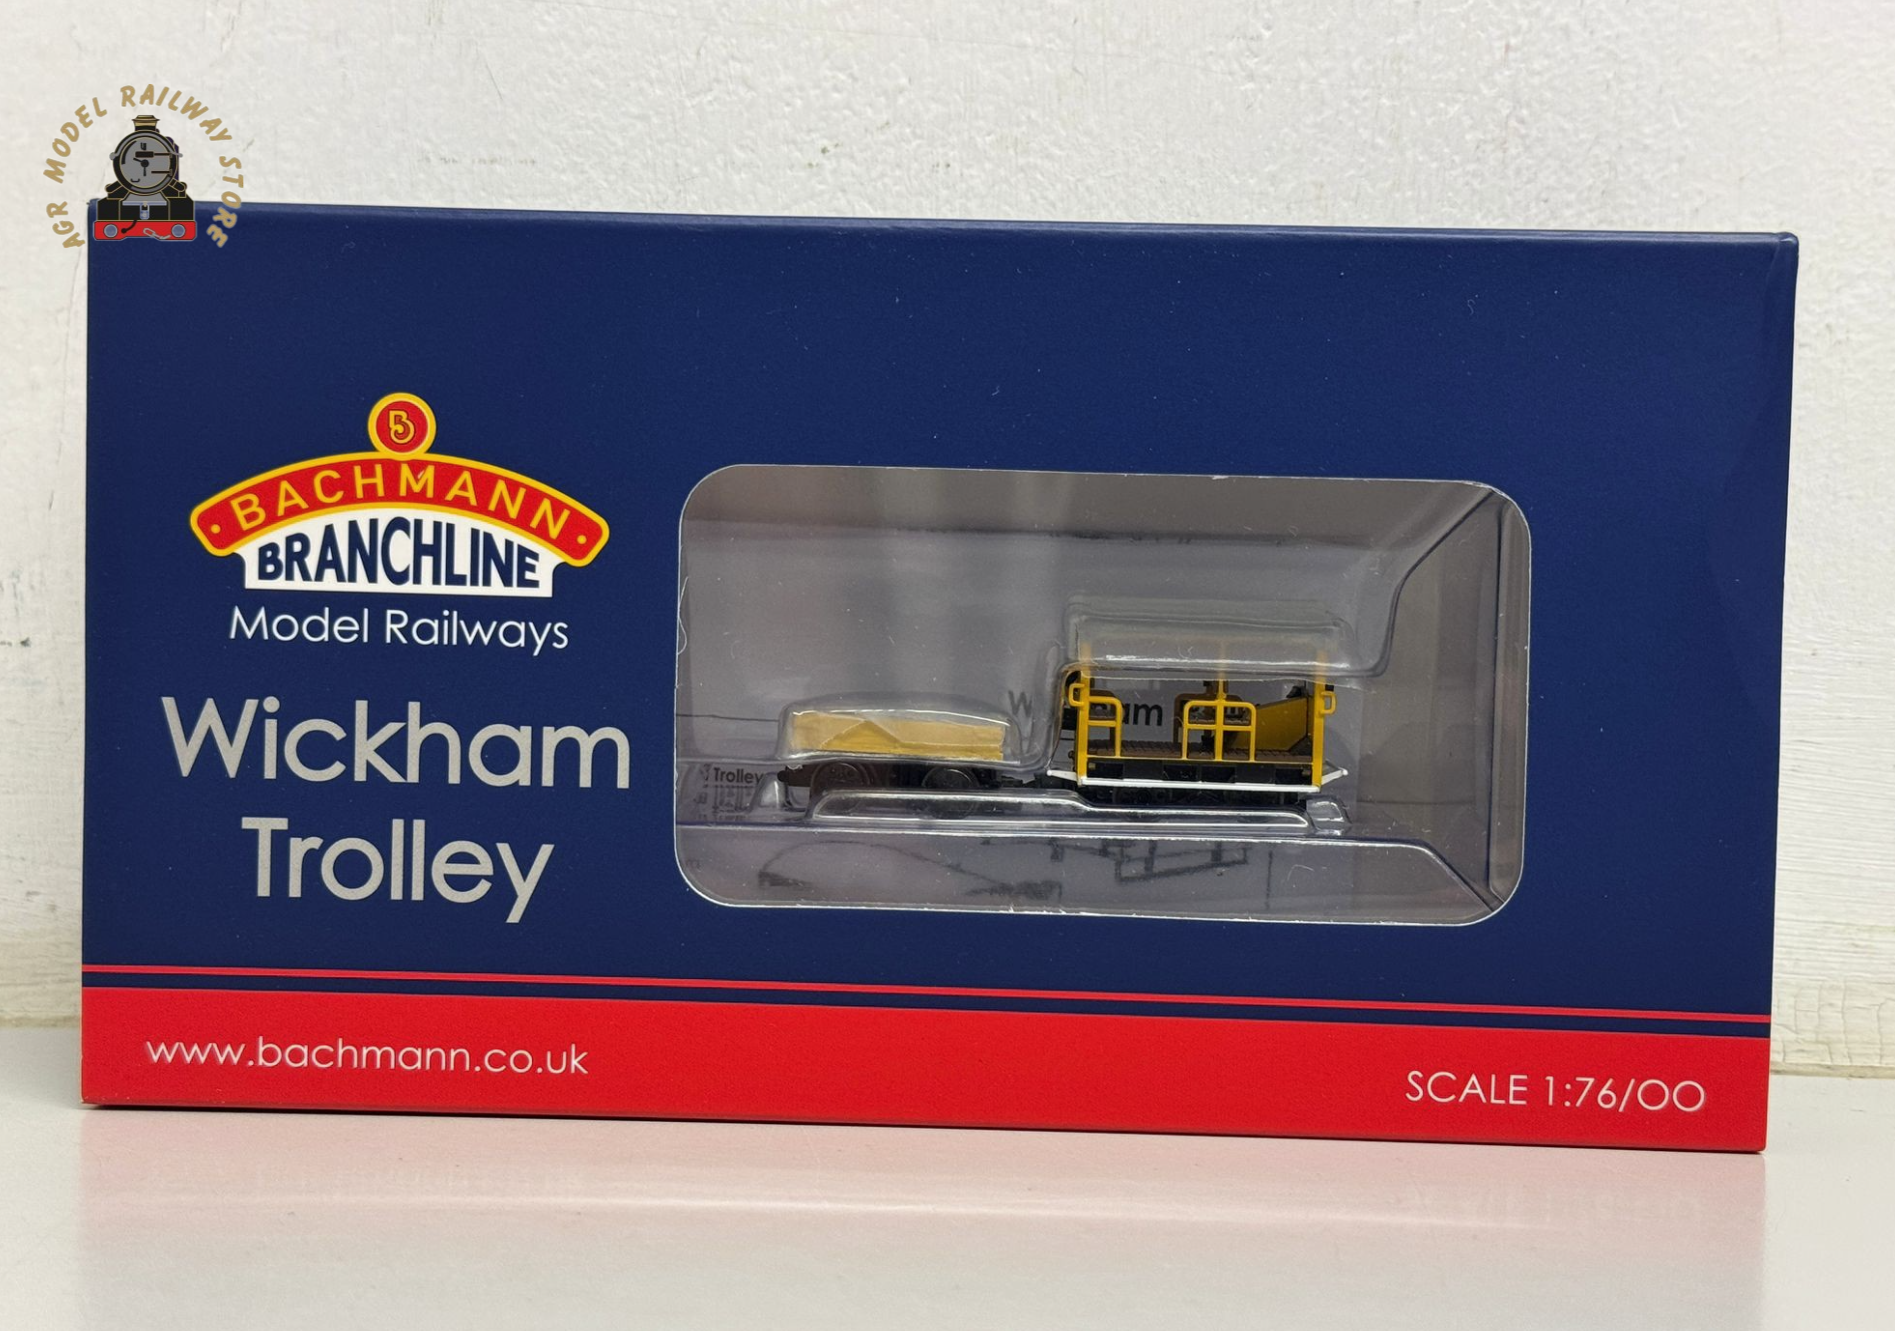 AGR MODEL RAILWAY STORE
B
BACHMANN
BRANCHLINE
Model Railways
Wickham
Trolley
Trolley
www.bachmann.co.uk
SCALE 1:76/OO